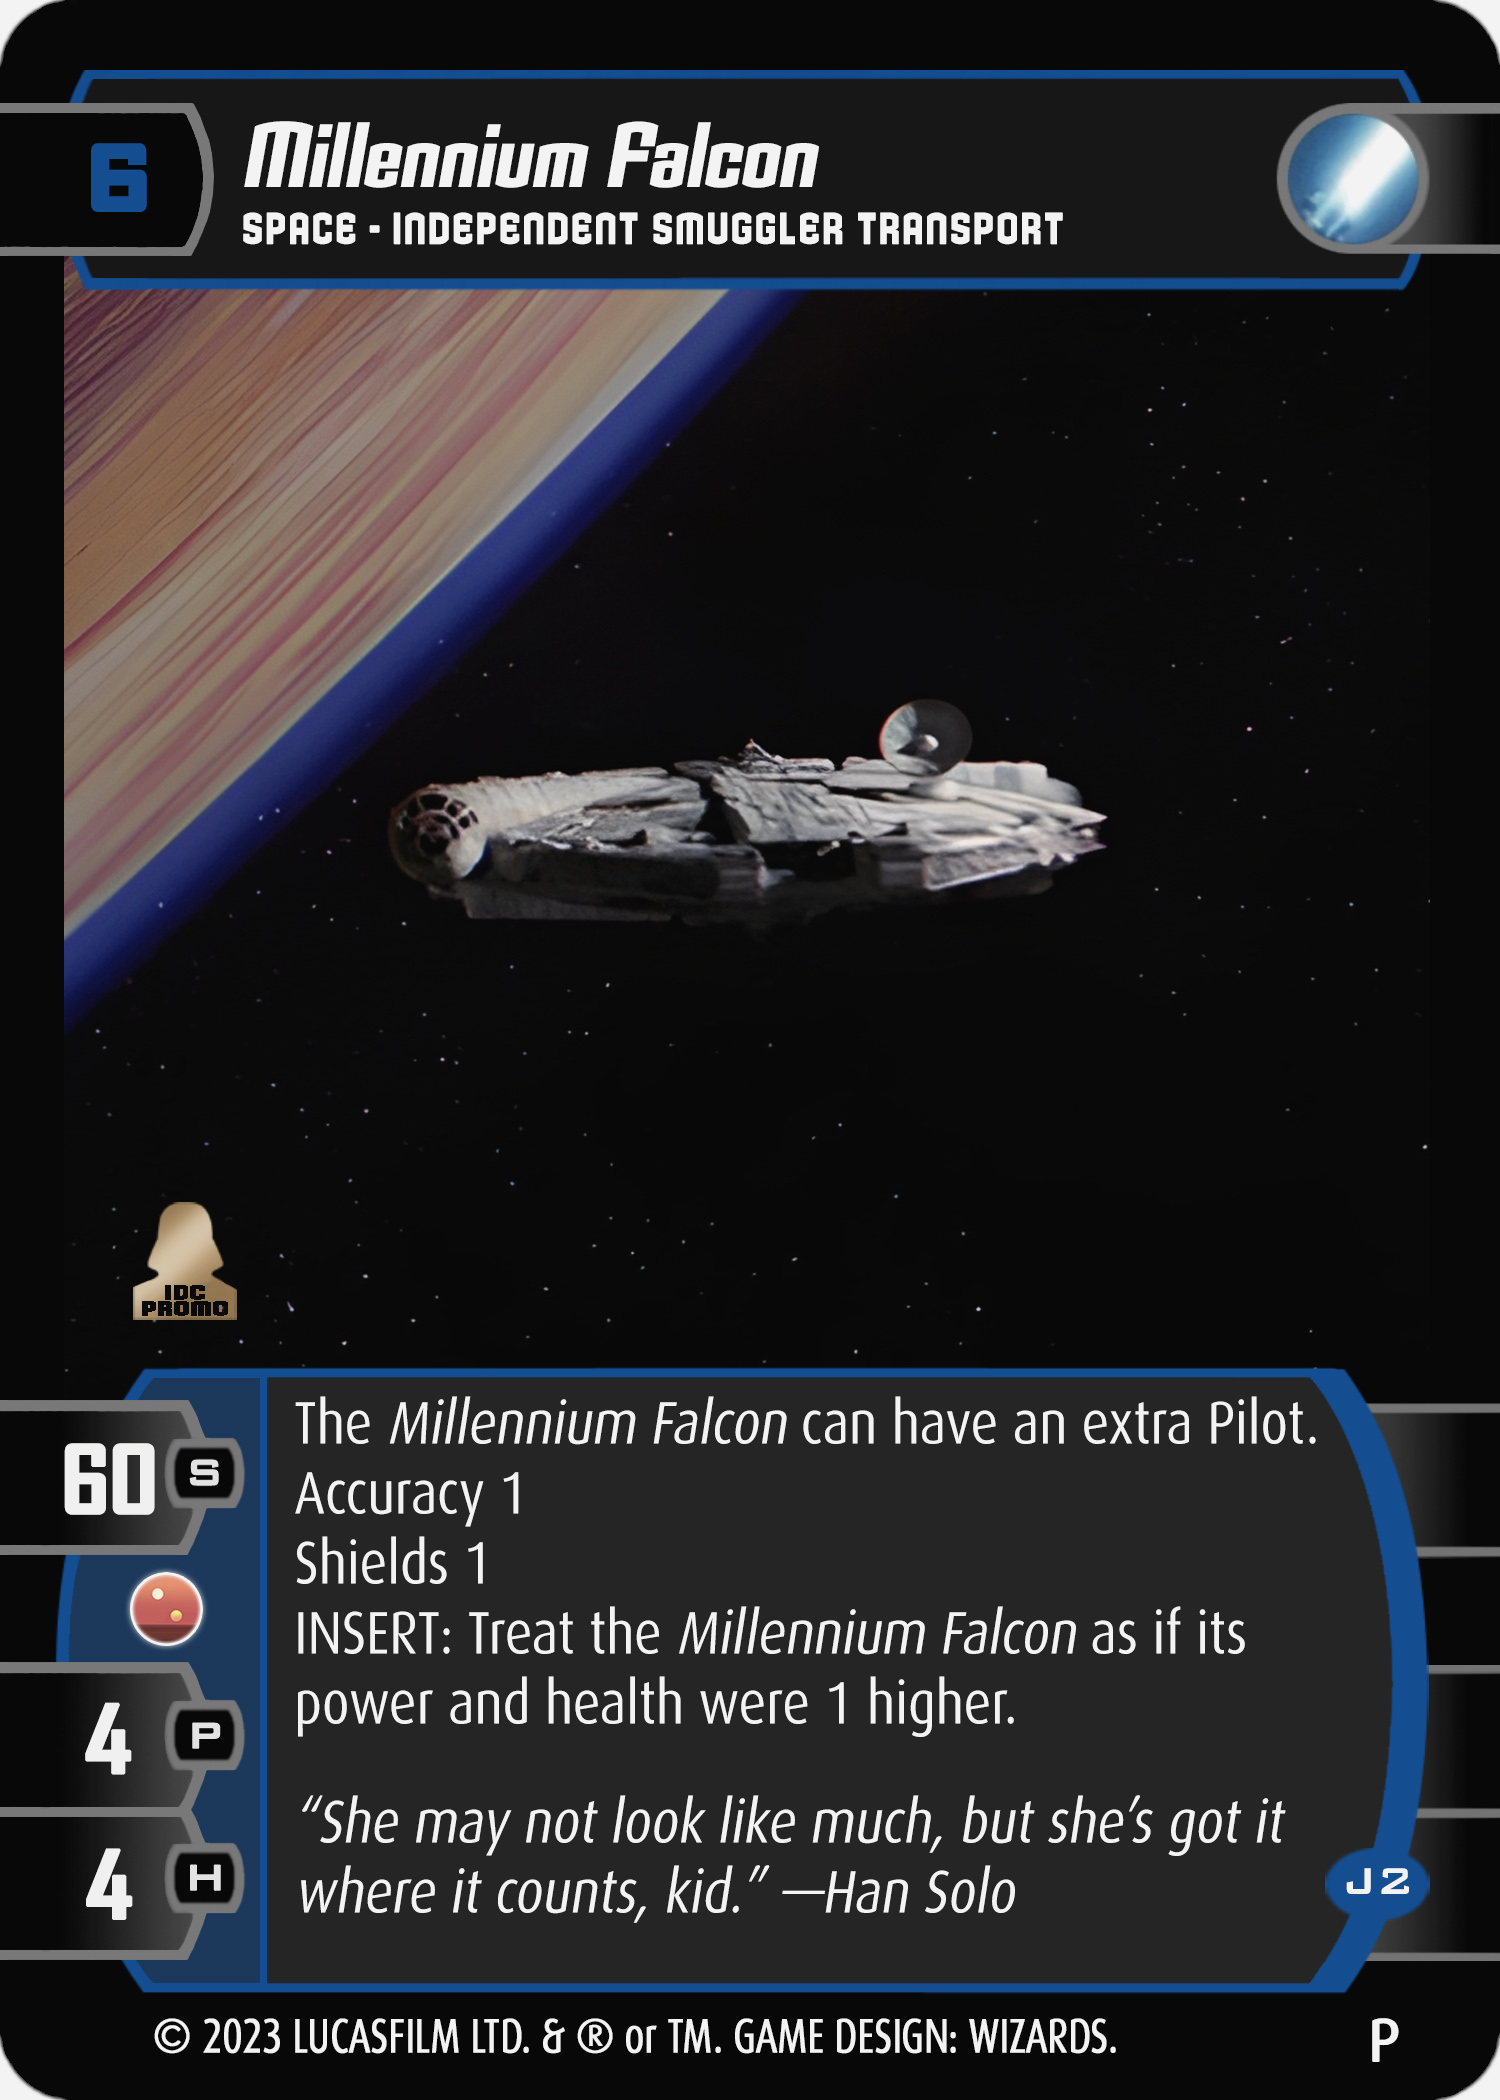 6
Millennium Falcon
SPACE - INDEPENDENT SMUGGLER TRANSPORT
IDC
PROMO
60 S
4 P
4 H
The Millennium Falcon can have an extra Pilot.
Accuracy 1
Shields 1
INSERT: Treat the Millennium Falcon as if its
power and health were 1 higher.
“She may not look like much, but she’s got it
where it counts, kid.” —Han Solo
J2
© 2023 LUCASFILM LTD. & ® or TM. GAME DESIGN: WIZARDS.
P